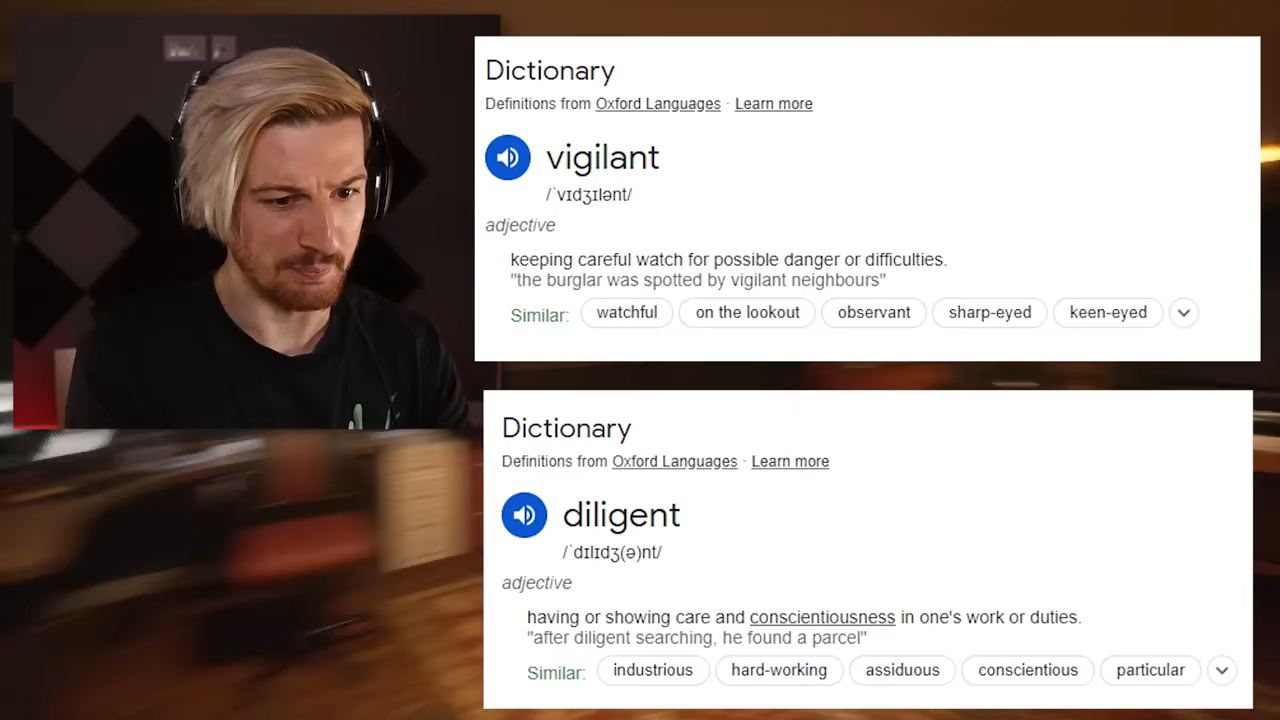 Dictionary
Definitions from Oxford Languages · Learn more
vigilant
/ˈvɪdʒɪlənt/
adjective
keeping careful watch for possible danger or difficulties.
"the burglar was spotted by vigilant neighbours"
Similar: watchful on the lookout observant sharp-eyed keen-eyed
Dictionary
Definitions from Oxford Languages · Learn more
diligent
/ˈdɪlɪdʒ(ə)nt/
adjective
having or showing care and conscientiousness in one's work or duties.
"after diligent searching, he found a parcel"
Similar: industrious hard-working assiduous conscientious particular